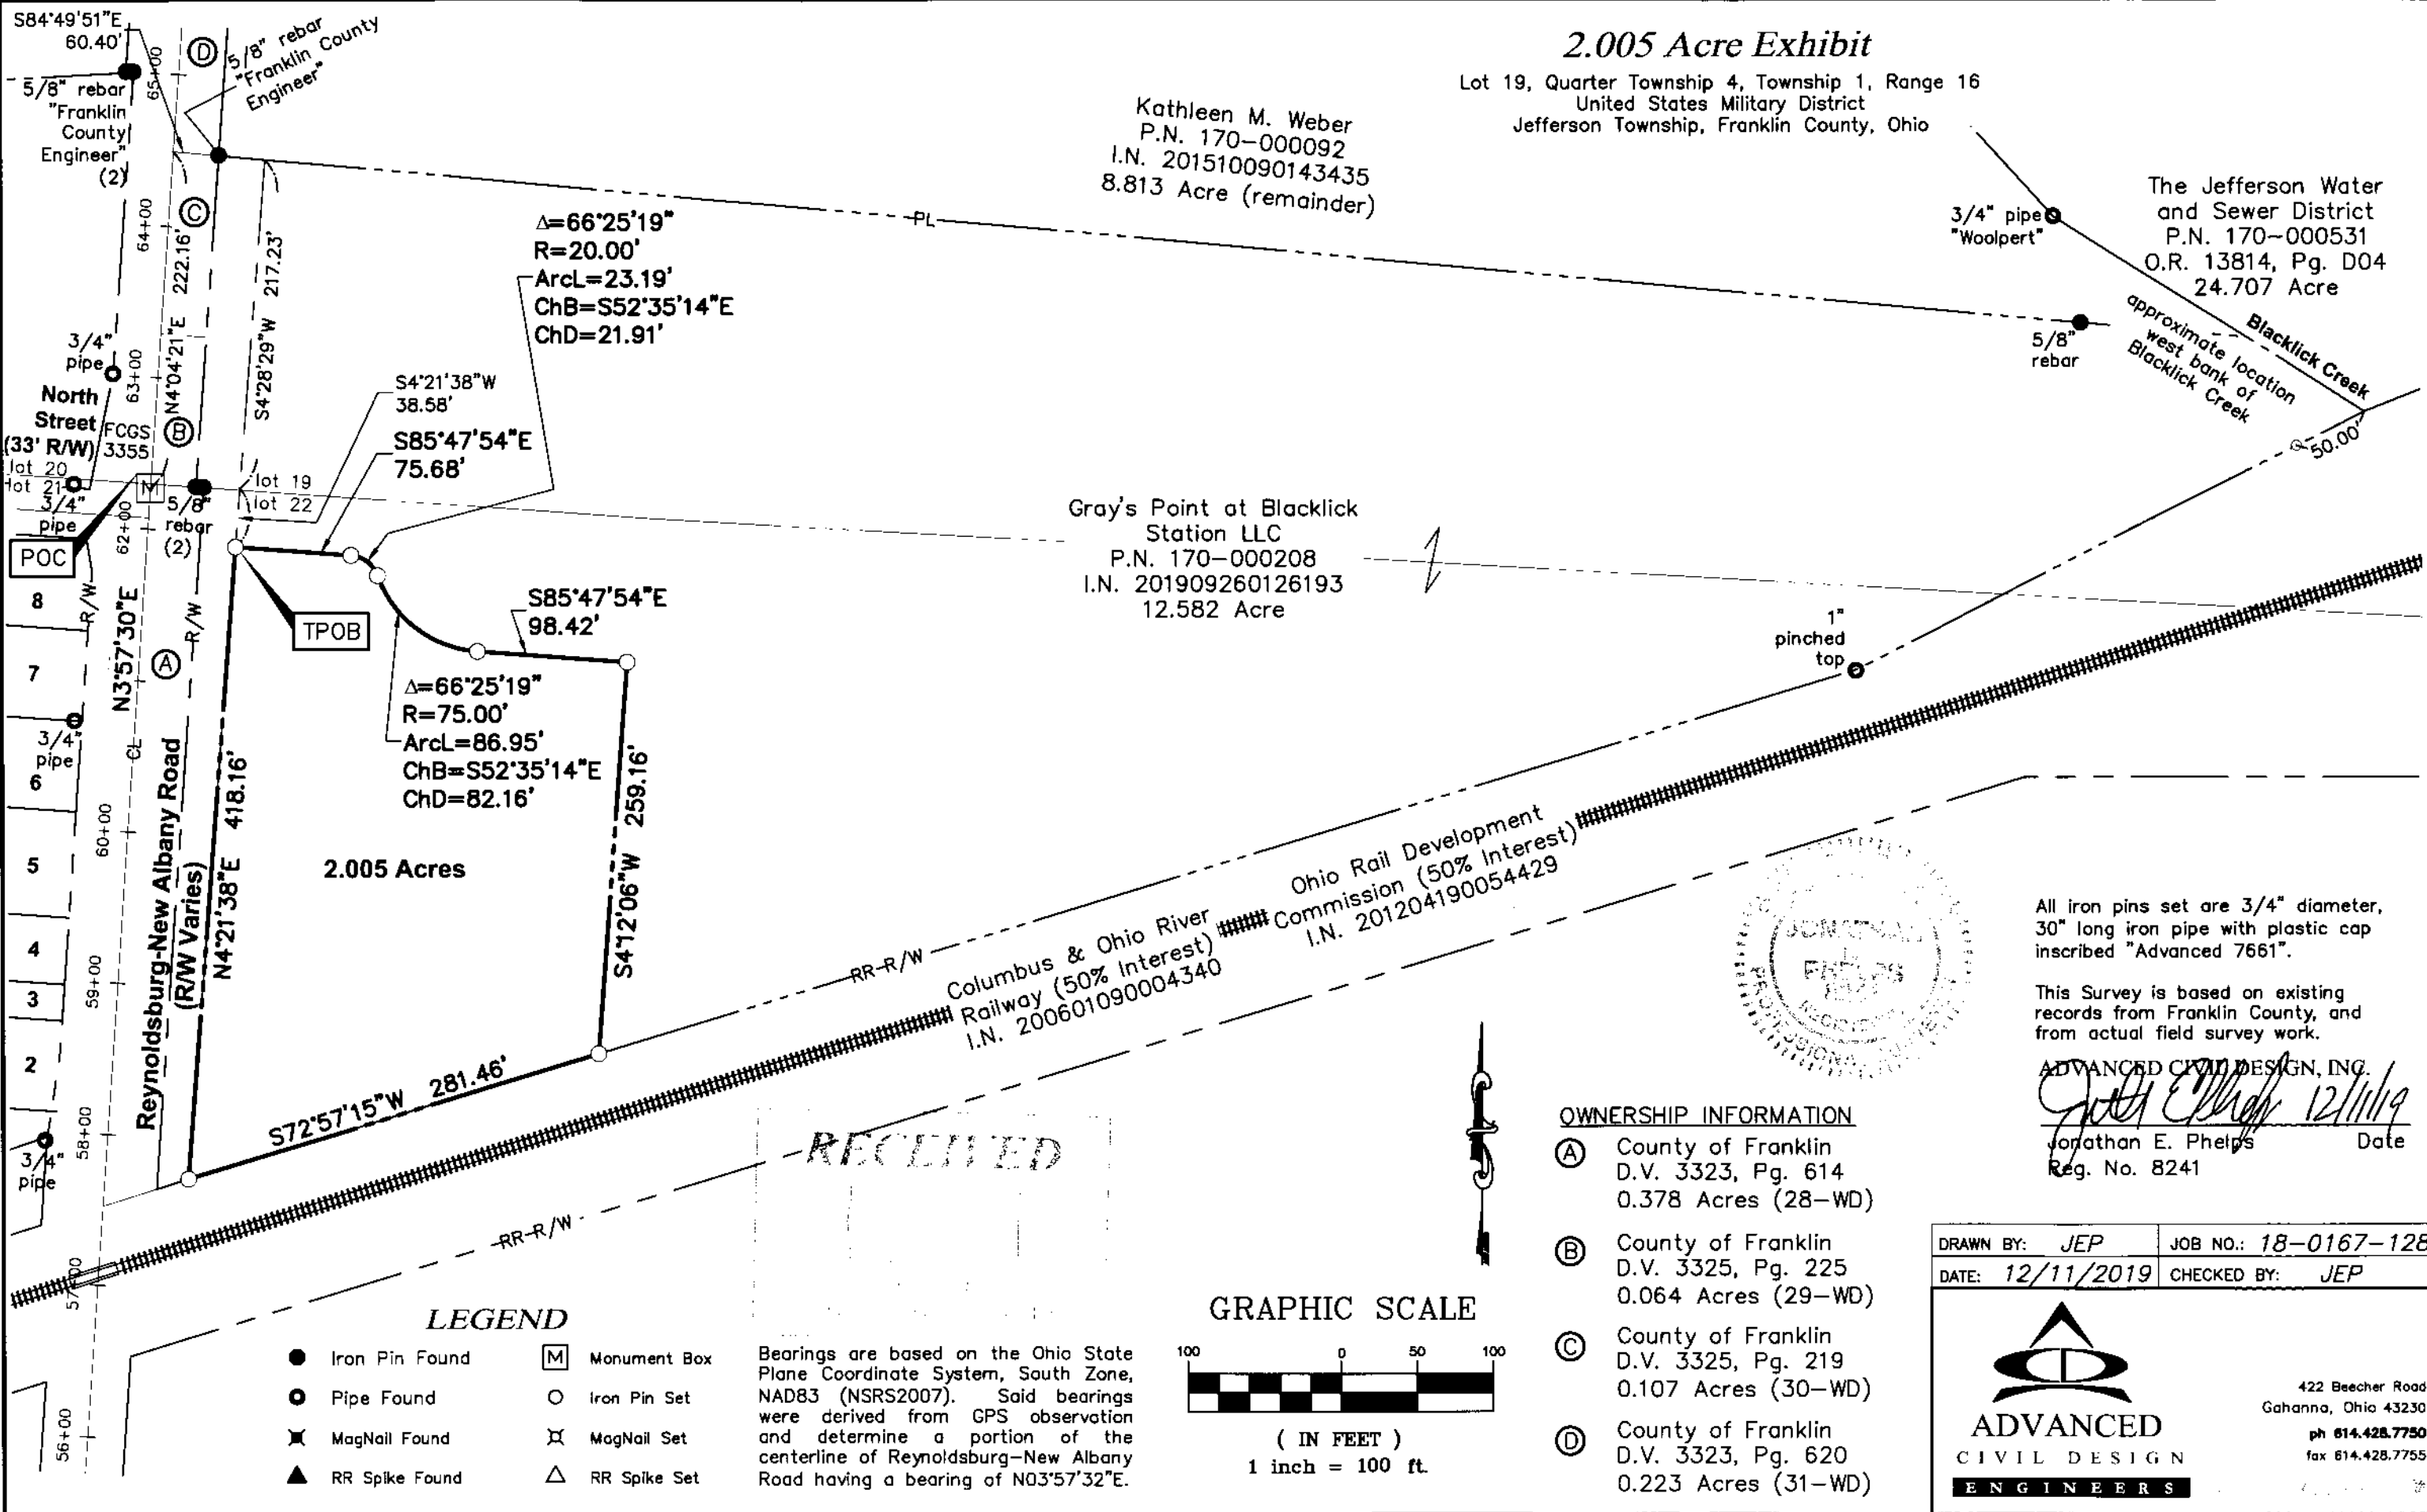 2.005 Acre Exhibit
Lot 19, Quarter Township 4, Township 1, Range 16
United States Military District
Jefferson Township, Franklin County, Ohio
S84°49'51"E
60.40'
5/8" rebar
"Franklin
County
Engineer"
(2)
65+00
D
5/8" rebar
"Franklin County
Engineer"
Kathleen M. Weber
P.N. 170-000092
I.N. 201510090143435
8.813 Acre (remainder)
PL
3/4" pipe
"Woolpert"
The Jefferson Water
and Sewer District
P.N. 170-000531
O.R. 13814, Pg. D04
24.707 Acre
5/8"
rebar
approximate location
west bank of
Blacklick Creek
Blacklick Creek
50.00'
64+00
C
N4°04'21"E 222.16'
S4°28'29"W 217.23'
Δ=66°25'19"
R=20.00'
ArcL=23.19'
ChB=S52°35'14"E
ChD=21.91'
3/4"
pipe
63+00
North
Street
(33' R/W)
FCGS
3355
B
S4°21'38"W
38.58'
S85°47'54"E
75.68'
lot 20
lot 21
3/4"
pipe
M
5/8"
rebar
(2)
lot 19
lot 22
62+00
POC
TPOB
Gray's Point at Blacklick
Station LLC
P.N. 170-000208
I.N. 201909260126193
12.582 Acre
1"
pinched
top
8
R/W
N3°57'30"E
A
R/W
S85°47'54"E
98.42'
7
3/4"
pipe
CL
6
Δ=66°25'19"
R=75.00'
ArcL=86.95'
ChB=S52°35'14"E
ChD=82.16'
60+00
Reynoldsburg-New Albany Road
(R/W Varies)
N4°21'38"E 418.16'
2.005 Acres
S4°12'06"W 259.16'
5
4
59+00
3
2
58+00
3/4"
pipe
S72°57'15"W 281.46'
57+00
56+00
RR-R/W
Columbus & Ohio River
Railway (50% Interest)
I.N. 200601090004340
Ohio Rail Development
Commission (50% Interest)
I.N. 201204190054429
RR-R/W
RECEIVED
JONATHAN
E.
PHELPS
All iron pins set are 3/4" diameter,
30" long iron pipe with plastic cap
inscribed "Advanced 7661".
This Survey is based on existing
records from Franklin County, and
from actual field survey work.
ADVANCED CIVIL DESIGN, INC.
12/11/19
Jonathan E. Phelps Date
Reg. No. 8241
OWNERSHIP INFORMATION
A County of Franklin
D.V. 3323, Pg. 614
0.378 Acres (28-WD)
B County of Franklin
D.V. 3325, Pg. 225
0.064 Acres (29-WD)
C County of Franklin
D.V. 3325, Pg. 219
0.107 Acres (30-WD)
D County of Franklin
D.V. 3323, Pg. 620
0.223 Acres (31-WD)
DRAWN BY: JEP JOB NO.: 18-0167-128
DATE: 12/11/2019 CHECKED BY: JEP
ADVANCED
CIVIL DESIGN
ENGINEERS
422 Beecher Road
Gahanna, Ohio 43230
ph 614.428.7750
fax 614.428.7755
LEGEND
Iron Pin Found M Monument Box
Pipe Found Iron Pin Set
MagNail Found MagNail Set
RR Spike Found RR Spike Set
Bearings are based on the Ohio State
Plane Coordinate System, South Zone,
NAD83 (NSRS2007). Said bearings
were derived from GPS observation
and determine a portion of the
centerline of Reynoldsburg-New Albany
Road having a bearing of N03°57'32"E.
GRAPHIC SCALE
100 0 50 100
( IN FEET )
1 inch = 100 ft.